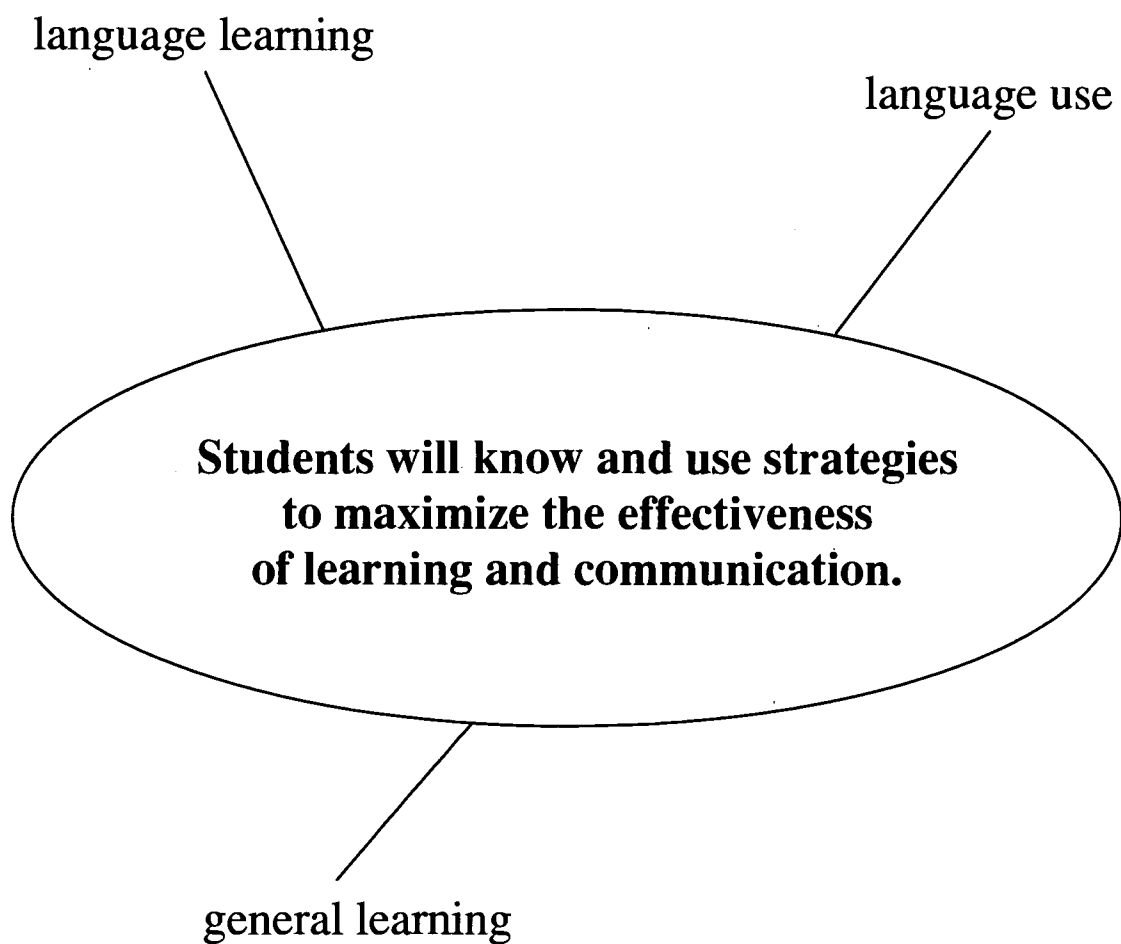 language learning
language use
Students will know and use strategies
to maximize the effectiveness
of learning and communication.
general learning